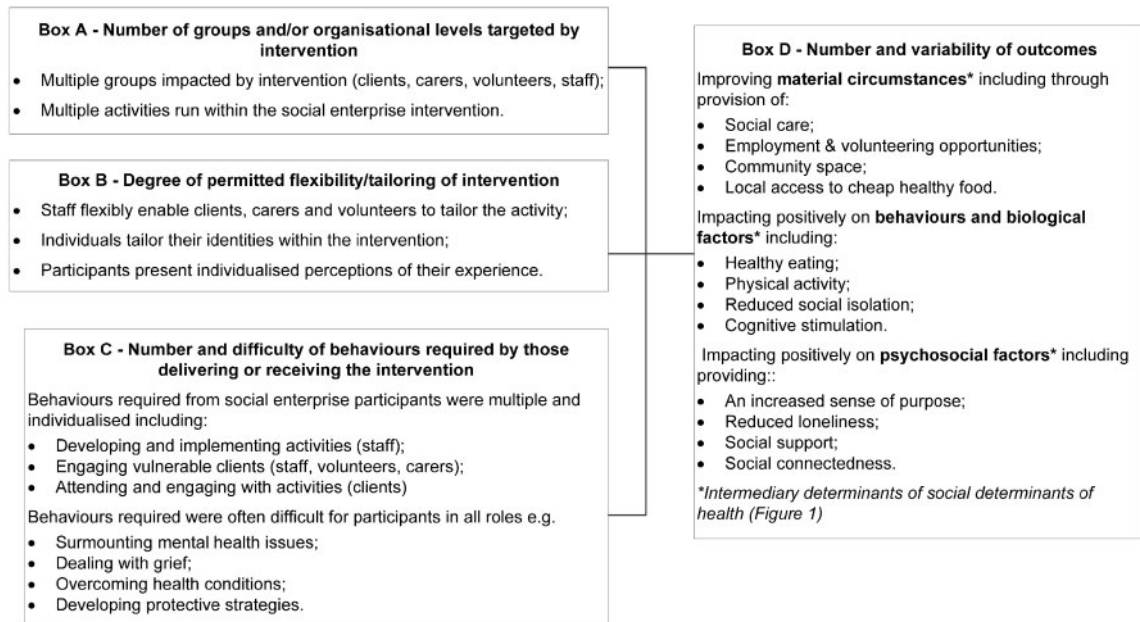 Box A - Number of groups and/or organisational levels targeted by
intervention
• Multiple groups impacted by intervention (clients, carers, volunteers, staff);
• Multiple activities run within the social enterprise intervention.
Box B - Degree of permitted flexibility/tailoring of intervention
• Staff flexibly enable clients, carers and volunteers to tailor the activity;
• Individuals tailor their identities within the intervention;
• Participants present individualised perceptions of their experience.
Box C - Number and difficulty of behaviours required by those
delivering or receiving the intervention
Behaviours required from social enterprise participants were multiple and
individualised including:
• Developing and implementing activities (staff);
• Engaging vulnerable clients (staff, volunteers, carers);
• Attending and engaging with activities (clients)
Behaviours required were often difficult for participants in all roles e.g.
• Surmounting mental health issues;
• Dealing with grief;
• Overcoming health conditions;
• Developing protective strategies.
Box D - Number and variability of outcomes
Improving material circumstances* including through
provision of:
• Social care;
• Employment & volunteering opportunities;
• Community space;
• Local access to cheap healthy food.
Impacting positively on behaviours and biological
factors* including:
• Healthy eating;
• Physical activity;
• Reduced social isolation;
• Cognitive stimulation.
Impacting positively on psychosocial factors* including
providing::
• An increased sense of purpose;
• Reduced loneliness;
• Social support;
• Social connectedness.
*Intermediary determinants of social determinants of
health (Figure 1)